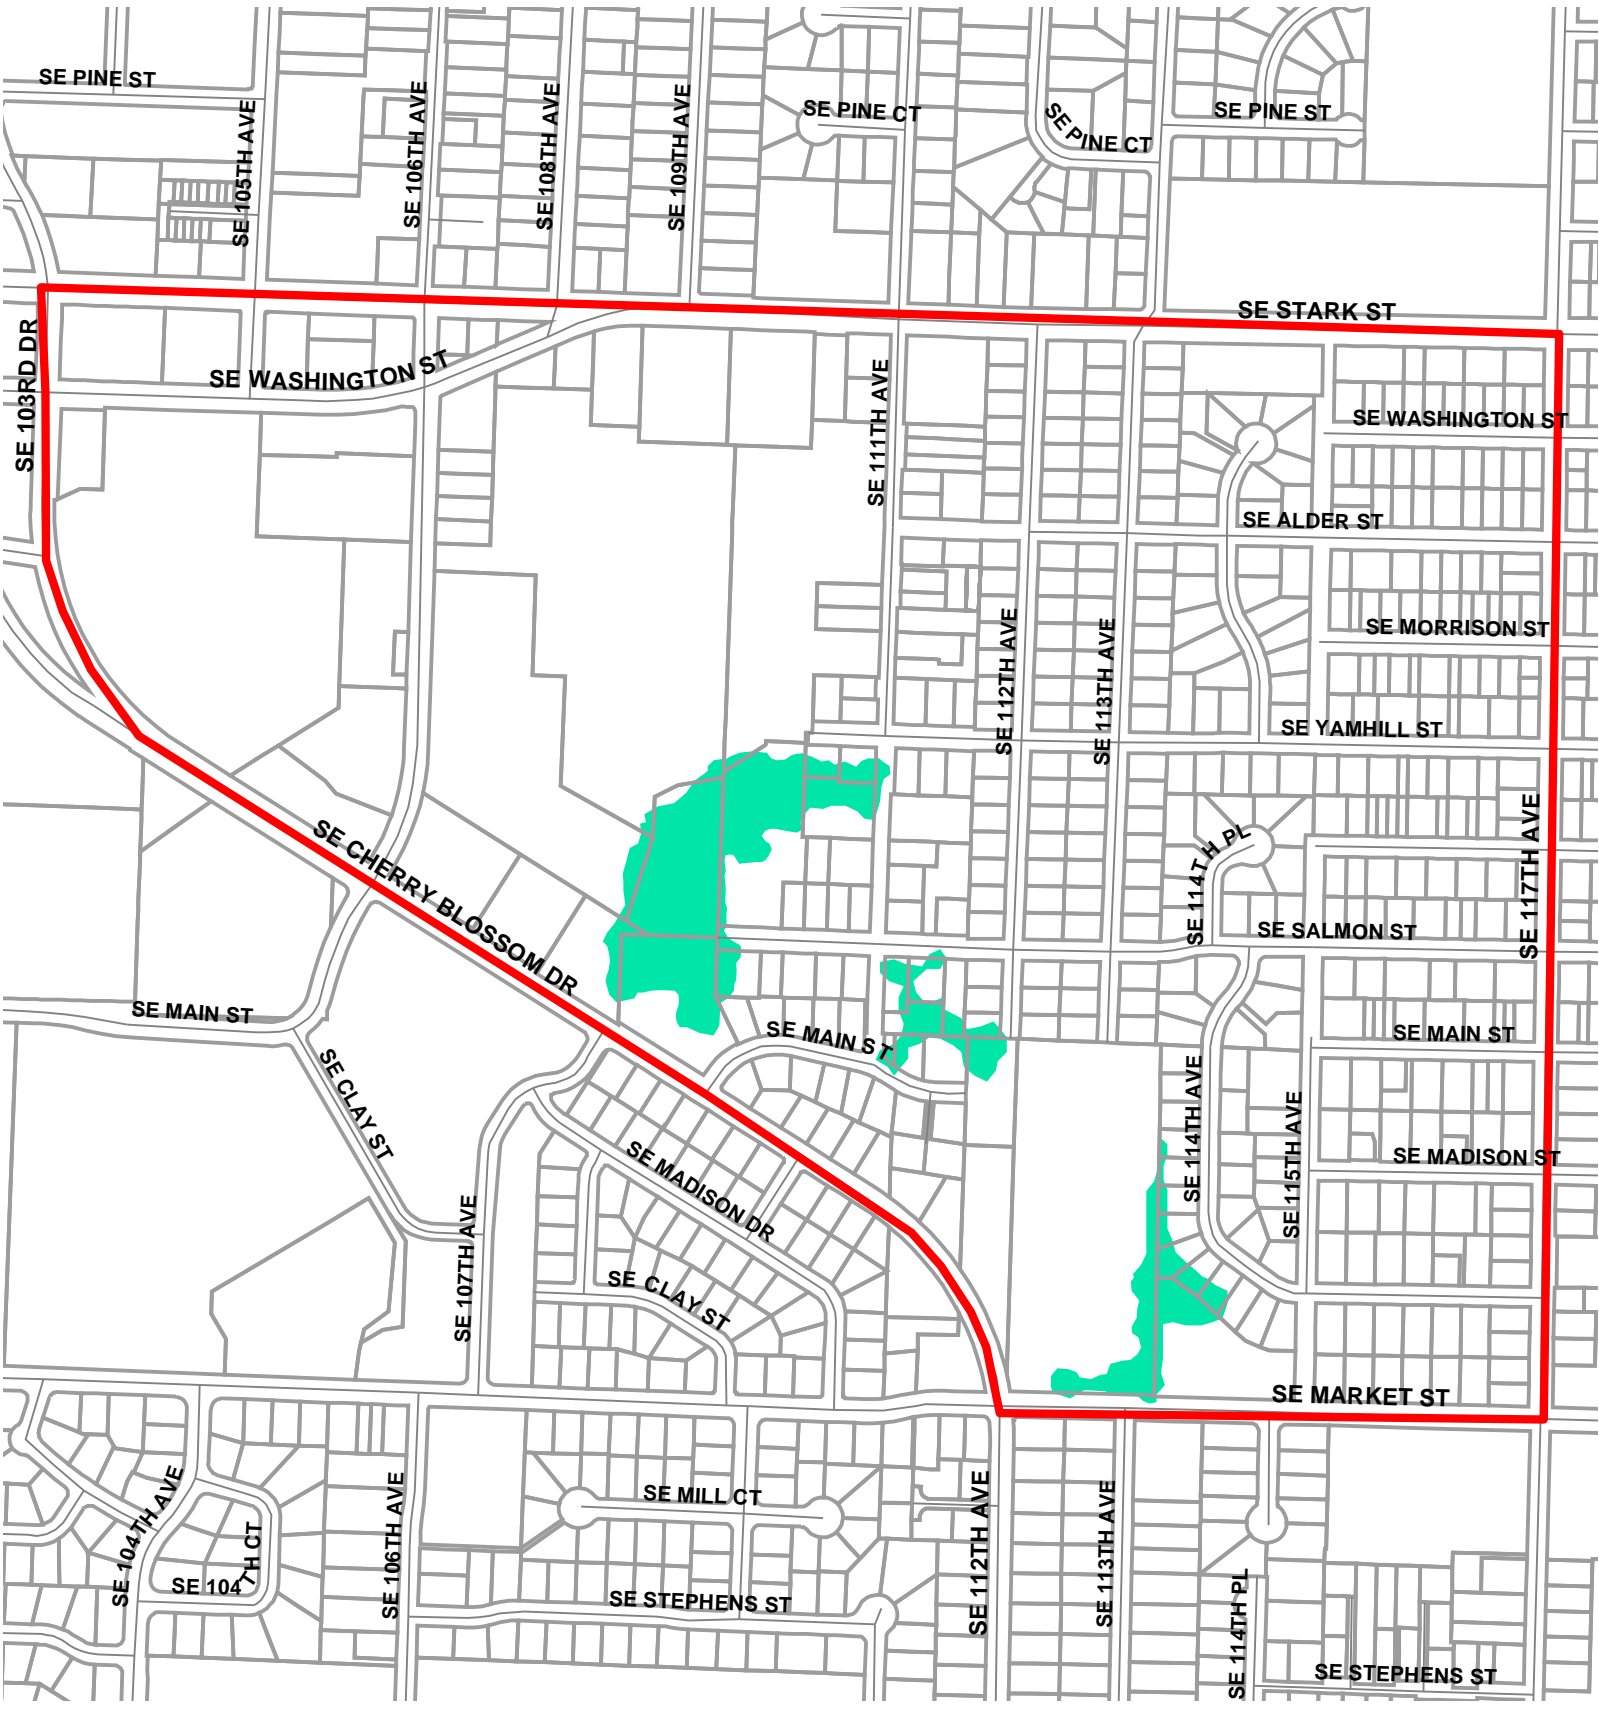 SE PINE ST
SE 105TH AVE
SE 106TH AVE
SE 108TH AVE
SE 109TH AVE
SE PINE CT
SE PINE CT
SE PINE ST
SE STARK ST
SE 103RD DR
SE WASHINGTON ST
SE 111TH AVE
SE WASHINGTON ST
SE ALDER ST
SE MORRISON ST
SE 112TH AVE
SE 113TH AVE
SE YAMHILL ST
SE CHERRY BLOSSOM DR
SE 114TH PL
SE 117TH AVE
SE SALMON ST
SE MAIN ST
SE MAIN ST
SE MAIN ST
SE CLAY ST
SE 114TH AVE
SE 115TH AVE
SE MADISON ST
SE MADISON DR
SE 107TH AVE
SE CLAY ST
SE MARKET ST
SE 104TH AVE
SE 104TH CT
SE 106TH AVE
SE MILL CT
SE STEPHENS ST
SE 112TH AVE
SE 113TH AVE
SE 114TH PL
SE STEPHENS ST